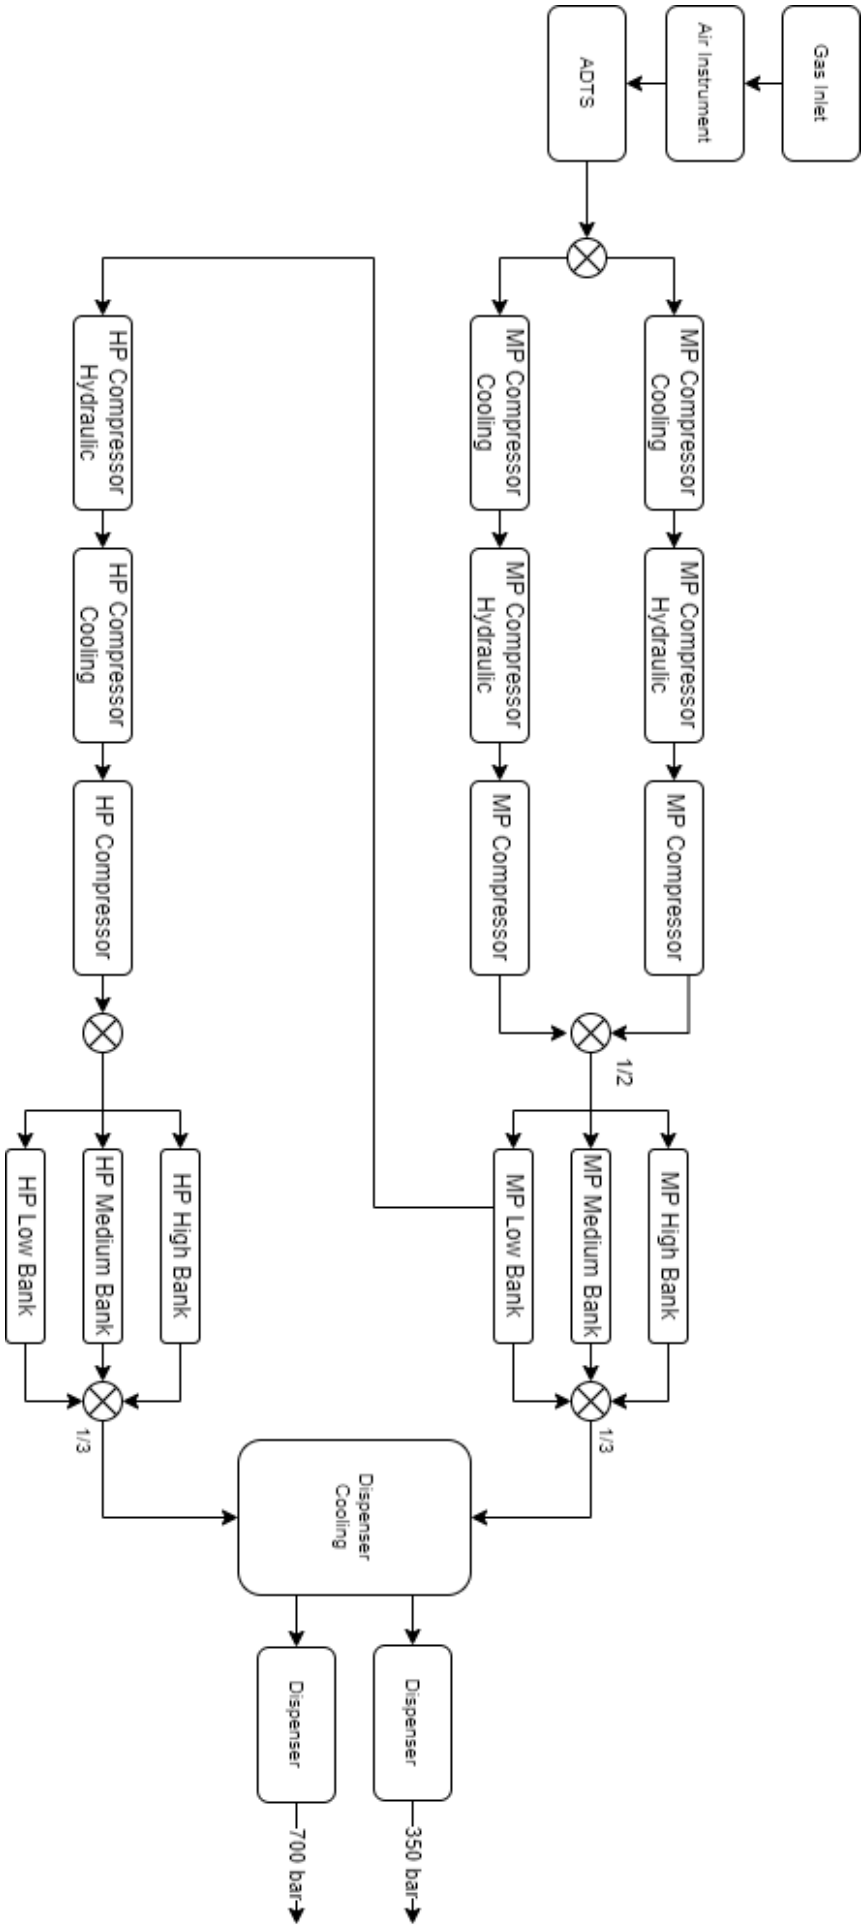 Gas Inlet
Air Instrument
ADTS
MP Compressor
Cooling
MP Compressor
Hydraulic
MP Compressor
MP Compressor
Cooling
MP Compressor
Hydraulic
MP Compressor
1/2
MP High Bank
MP Medium Bank
MP Low Bank
1/3
HP Compressor
Hydraulic
HP Compressor
Cooling
HP Compressor
HP High Bank
HP Medium Bank
HP Low Bank
1/3
Dispenser
Cooling
Dispenser
350 bar
Dispenser
700 bar